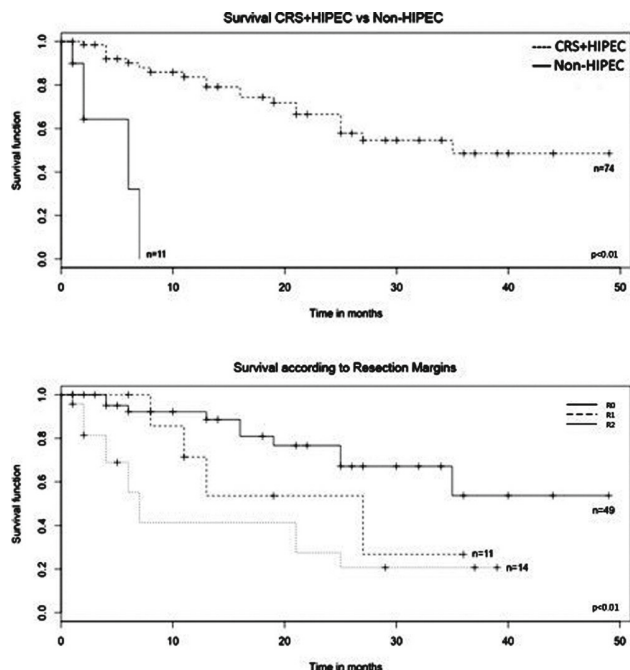 Survival CRS+HIPEC vs Non-HIPEC
Survival function
1.0
0.8
0.6
0.4
0.2
0.0
CRS+HIPEC
Non-HIPEC
n=74
n=11
p<0.01
0 10 20 30 40 50
Time in months
Survival according to Resection Margins
Survival function
1.0
0.8
0.6
0.4
0.2
0.0
R0
R1
R2
n=49
n=11
n=14
p<0.01
0 10 20 30 40 50
Time in months